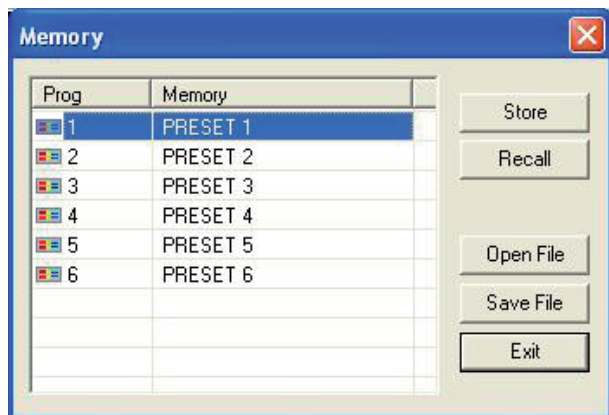 Memory
Prog Memory
1 PRESET 1
2 PRESET 2
3 PRESET 3
4 PRESET 4
5 PRESET 5
6 PRESET 6
Store
Recall
Open File
Save File
Exit